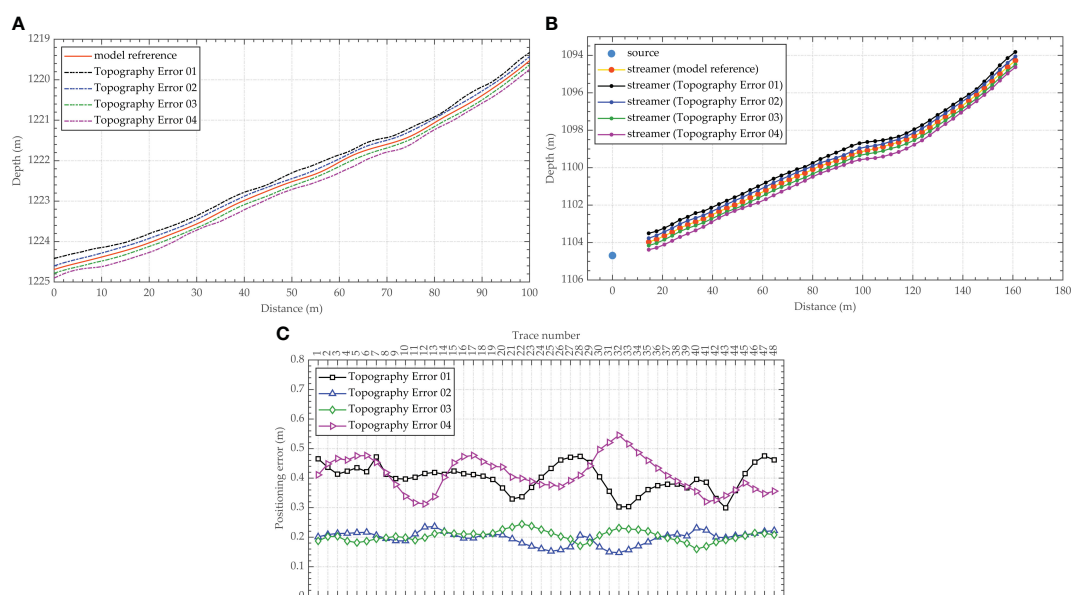 A
1219
1220
1221
1222
1223
1224
1225
Depth (m)
model refrerence
Topography Error 01
Topography Error 02
Topography Error 03
Topography Error 04
0 10 20 30 40 50 60 70 80 90 100
Distance (m)
B
1094
1096
1098
1100
1102
1104
1106
Depth (m)
source
streamer (model reference)
streamer (Topography Error 01)
streamer (Topography Error 02)
streamer (Topography Error 03)
streamer (Topography Error 04)
0 20 40 60 80 100 120 140 160 180
Distance (m)
C
Trace number
1 2 3 4 5 6 7 8 9 10 11 12 13 14 15 16 17 18 19 20 21 22 23 24 25 26 27 28 29 30 31 32 33 34 35 36 37 38 39 40 41 42 43 44 45 46 47 48
0.8
0.7
0.6
0.5
0.4
0.3
0.2
0.1
0
Positioning error (m)
Topography Error 01
Topography Error 02
Topography Error 03
Topography Error 04